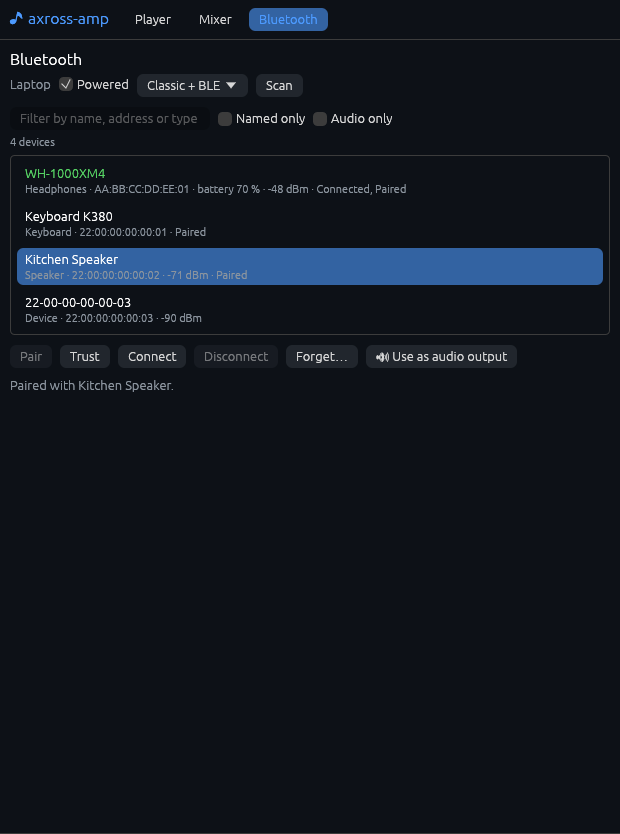 axross-amp Player Mixer Bluetooth
Bluetooth
Laptop Powered Classic + BLE Scan
Filter by name, address or type Named only Audio only
4 devices
WH-1000XM4
Headphones · AA:BB:CC:DD:EE:01 · battery 70 % · -48 dBm · Connected, Paired
Keyboard K380
Keyboard · 22:00:00:00:00:01 · Paired
Kitchen Speaker
Speaker · 22:00:00:00:00:02 · -71 dBm · Paired
22-00-00-00-00-03
Device · 22:00:00:00:00:03 · -90 dBm
Pair Trust Connect Disconnect Forget… Use as audio output
Paired with Kitchen Speaker.